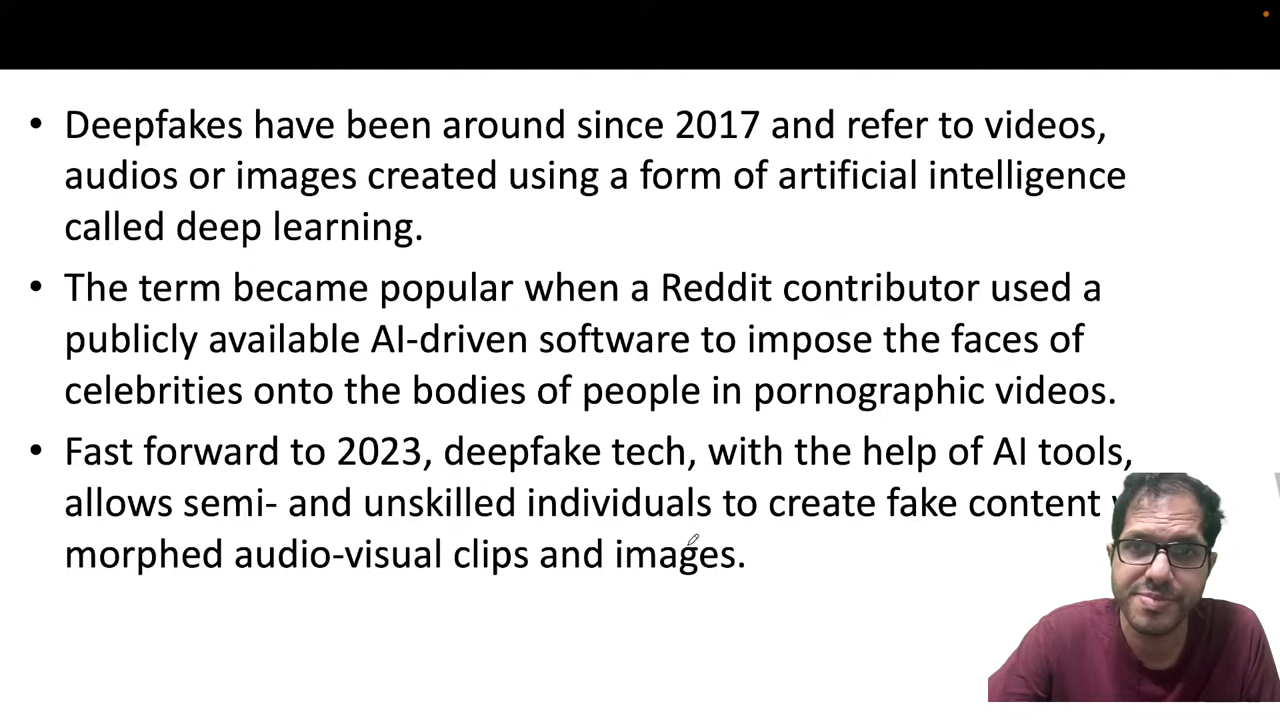 • Deepfakes have been around since 2017 and refer to videos,
audios or images created using a form of artificial intelligence
called deep learning.
• The term became popular when a Reddit contributor used a
publicly available AI-driven software to impose the faces of
celebrities onto the bodies of people in pornographic videos.
• Fast forward to 2023, deepfake tech, with the help of AI tools,
allows semi- and unskilled individuals to create fake content
morphed audio-visual clips and images.